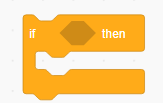 if then